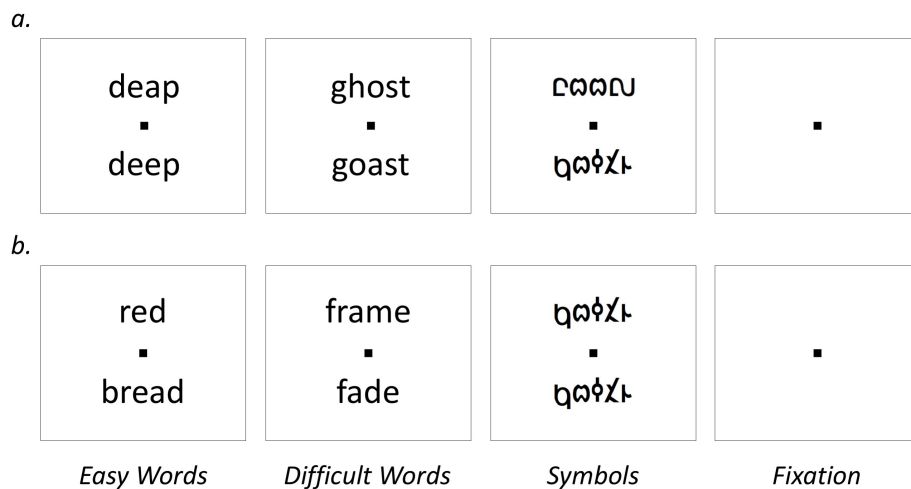 a.
deap
deep
ghost
goast
b.
red
bread
frame
fade
Easy Words
Difficult Words
Symbols
Fixation